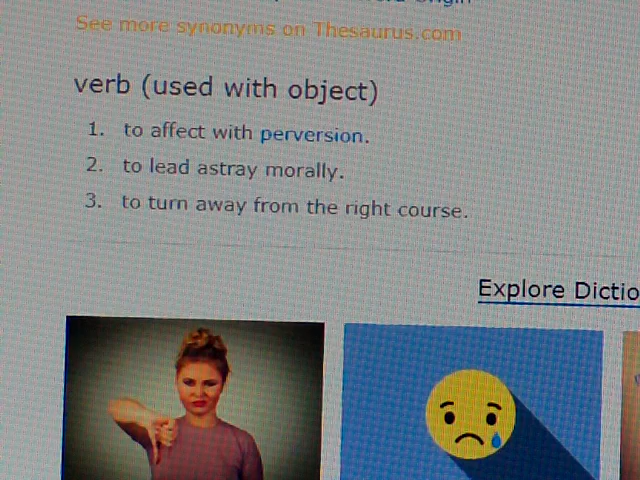 See more synonyms on Thesaurus.com
verb (used with object)
1. to affect with perversion.
2. to lead astray morally.
3. to turn away from the right course.
Explore Dictio